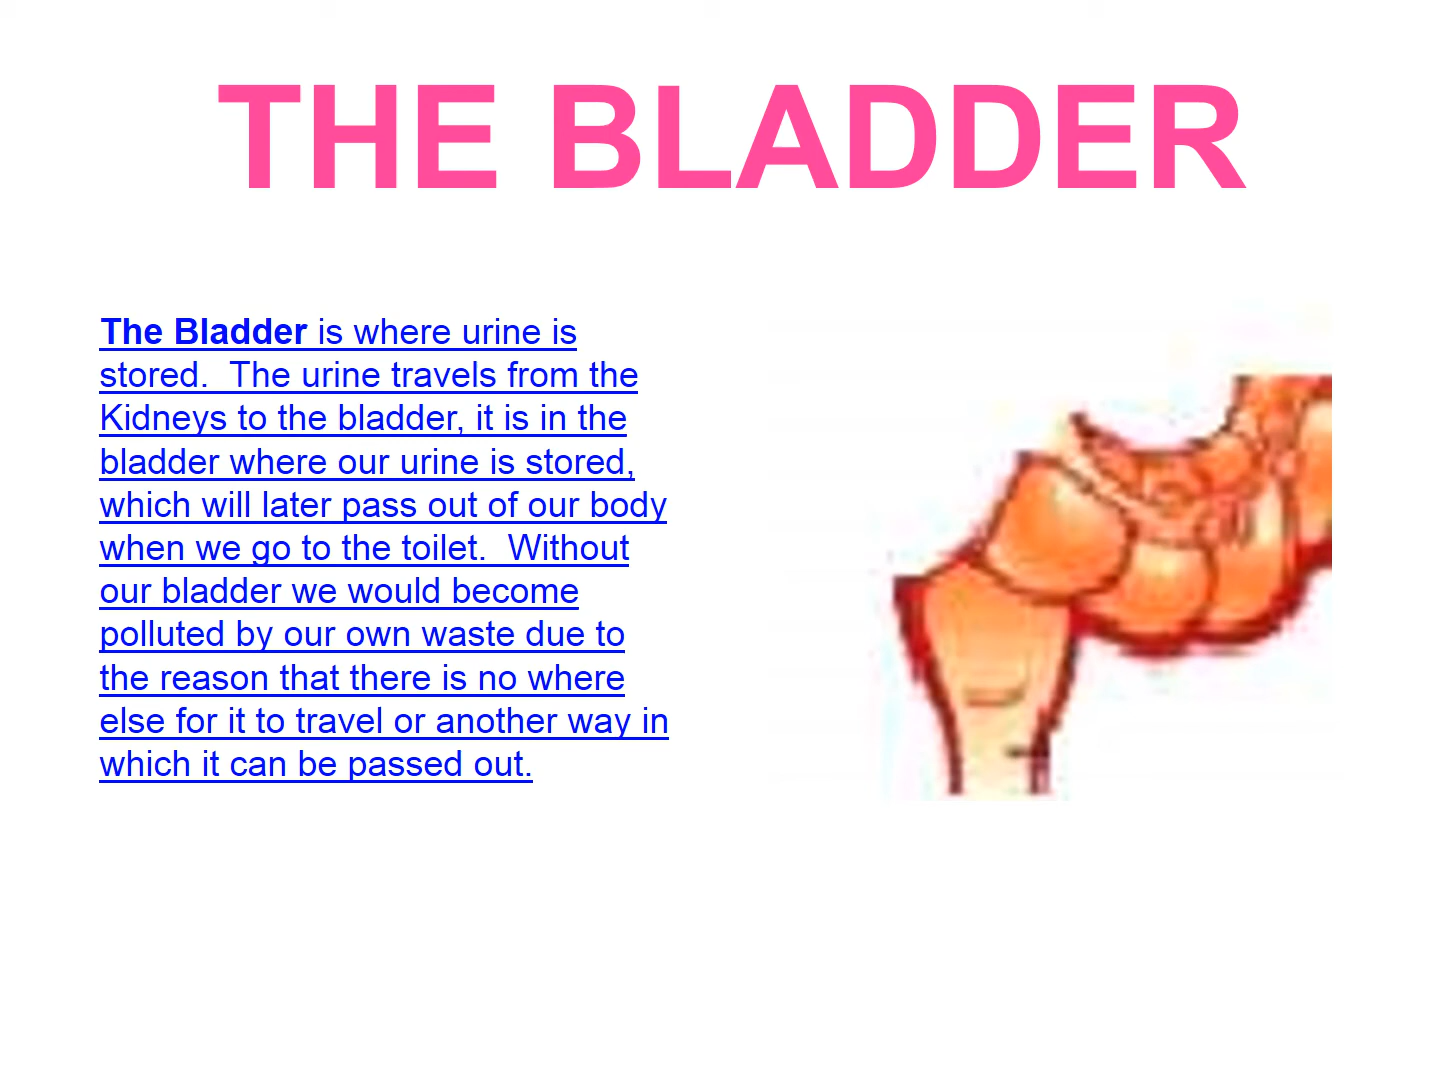 THE BLADDER
The Bladder is where urine is
stored.  The urine travels from the
Kidneys to the bladder, it is in the
bladder where our urine is stored,
which will later pass out of our body
when we go to the toilet.  Without
our bladder we would become
polluted by our own waste due to
the reason that there is no where
else for it to travel or another way in
which it can be passed out.